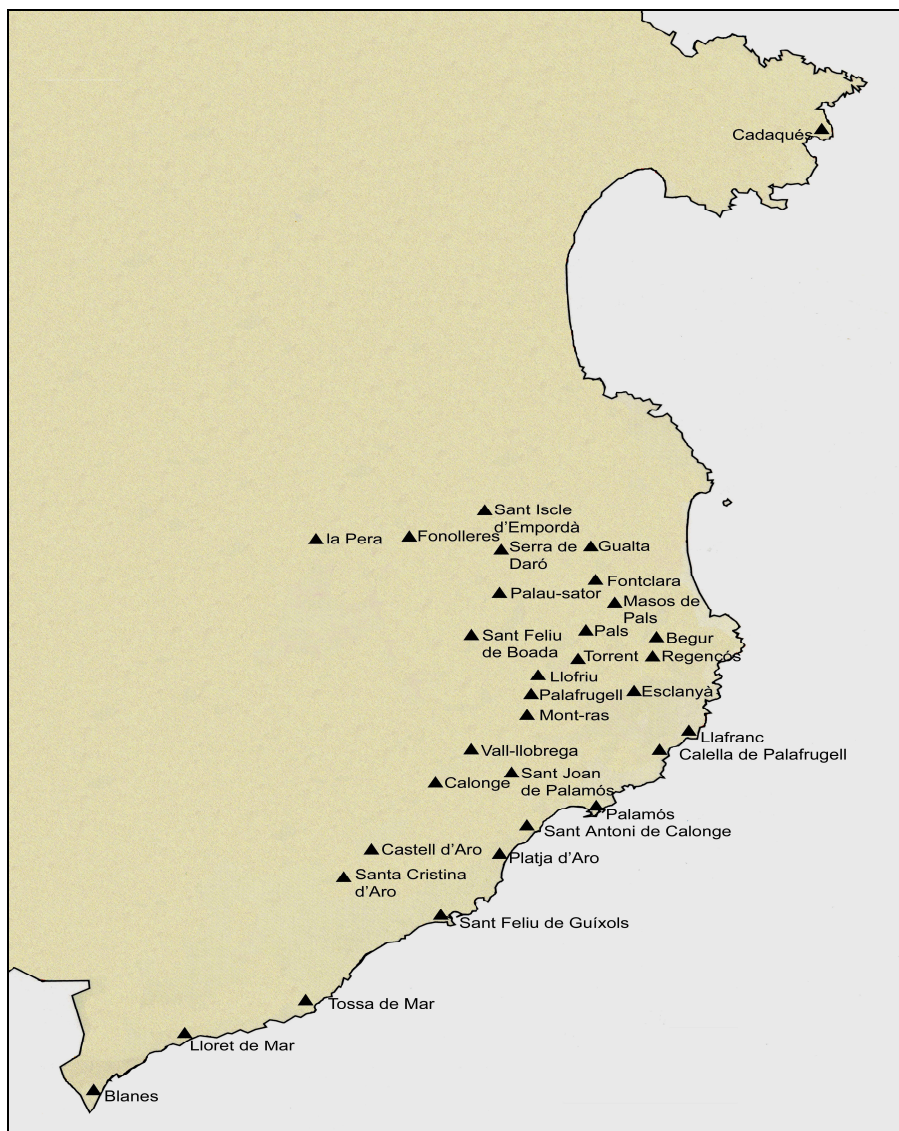 Cadaqués
Sant Iscle
d'Empordà
la Pera
Fonolleres
Serra de
Daró
Gualta
Fontclara
Palau-sator
Masos de
Pals
Pals
Sant Feliu
de Boada
Begur
Torrent
Regencós
Llofriu
Palafrugell
Esclanyà
Mont-ras
Llafranc
Vall-llobrega
Calella de Palafrugell
Sant Joan
de Palamós
Calonge
Palamós
Sant Antoni de Calonge
Castell d'Aro
Platja d'Aro
Santa Cristina
d'Aro
Sant Feliu de Guíxols
Tossa de Mar
Lloret de Mar
Blanes